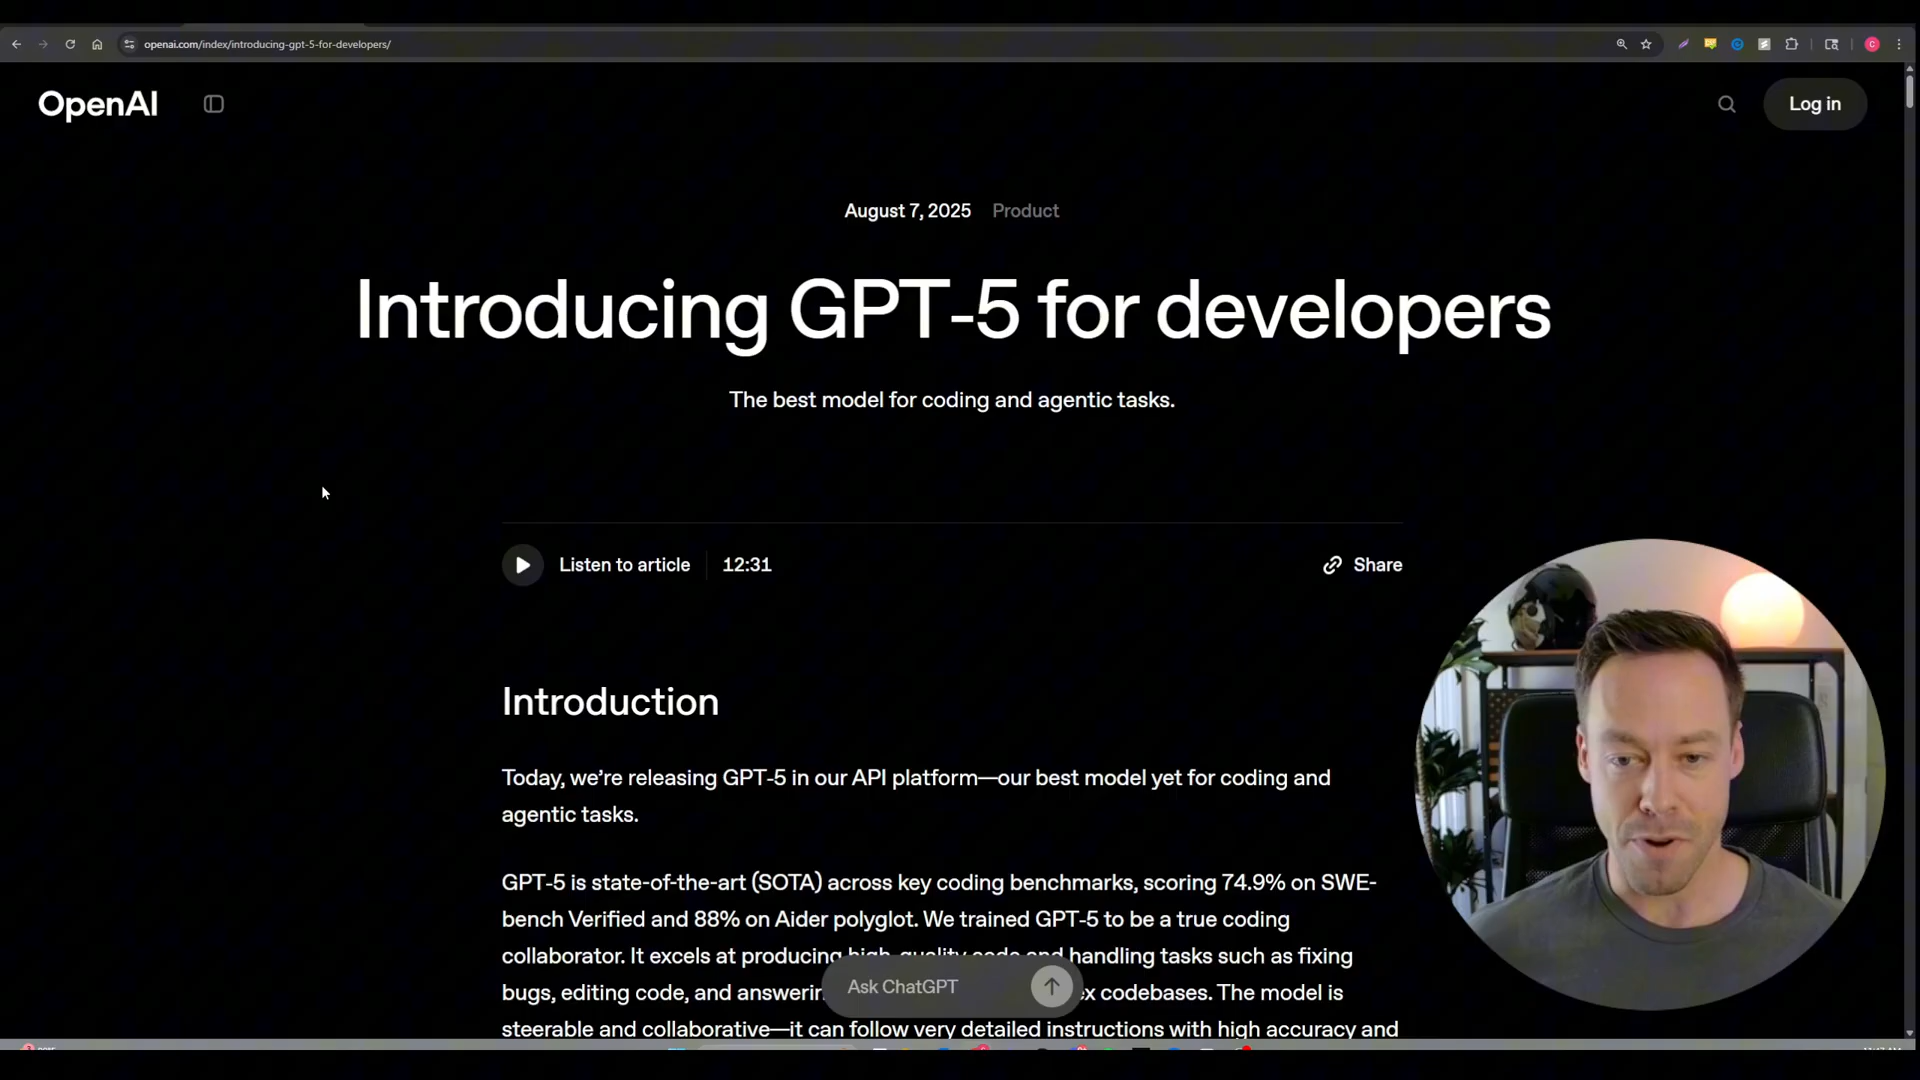 openai.com/index/introducing-gpt-5-for-developers/
OpenAI
Log in
August 7, 2025 Product
Introducing GPT-5 for developers
The best model for coding and agentic tasks.
Listen to article 12:31
Share
Introduction
Today, we're releasing GPT-5 in our API platform—our best model yet for coding and
agentic tasks.
GPT-5 is state-of-the-art (SOTA) across key coding benchmarks, scoring 74.9% on SWE-
bench Verified and 88% on Aider polyglot. We trained GPT-5 to be a true coding
collaborator. It excels at producing high-quality code and handling tasks such as fixing
bugs, editing code, and answerin
Ask ChatGPT
ex codebases. The model is
steerable and collaborative—it can follow very detailed instructions with high accuracy and